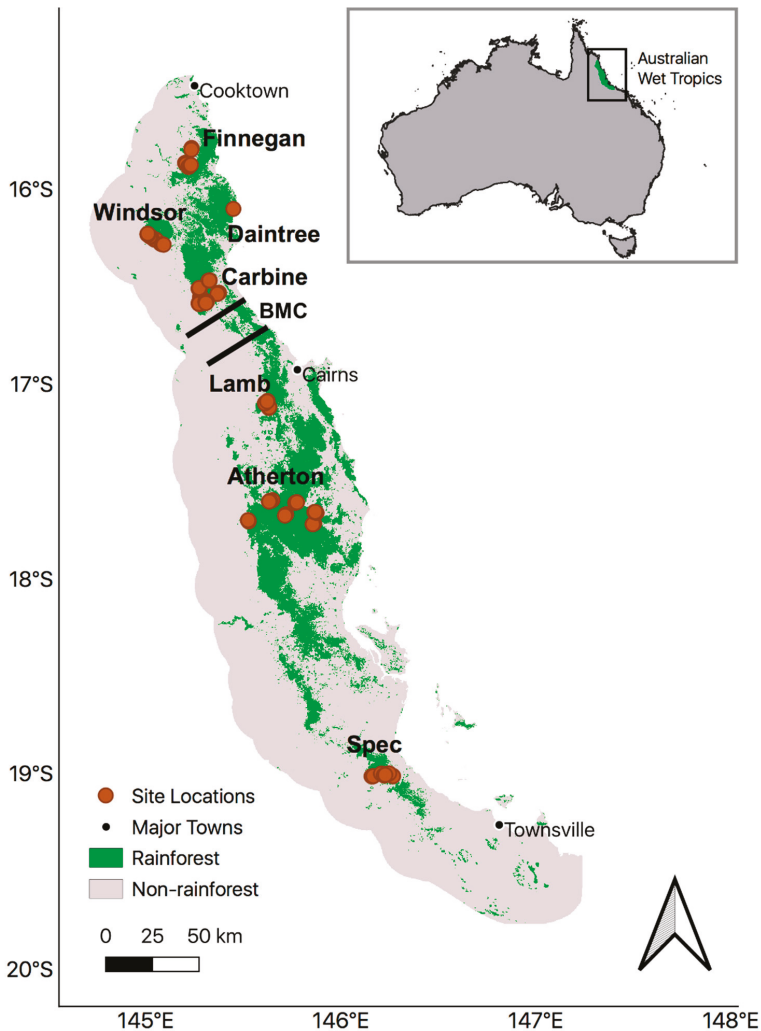 Australian
Wet Tropics
Cooktown
Finnegan
16°S
Windsor
Daintree
Carbine
BMC
17°S
Cairns
Lamb
Atherton
18°S
Spec
19°S
Site Locations
Major Towns
Townsville
Rainforest
Non-rainforest
0 25 50 km
20°S
145°E 146°E 147°E 148°E